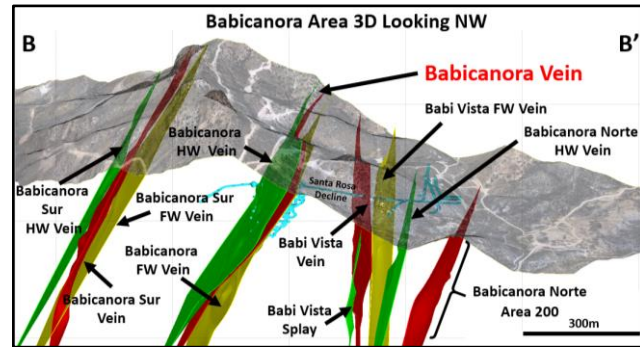 Babicanora Area 3D Looking NW
B
B'
Babicanora Vein
Babi Vista FW Vein
Babicanora
HW Vein
Babicanora Norte
HW Vein
Santa Rosa
Decline
Babicanora
Sur
HW Vein
Babicanora Sur
FW Vein
Babi Vista
Vein
Babicanora
FW Vein
Babicanora Sur
Vein
Babi Vista
Splay
Babicanora Norte
Area 200
300m